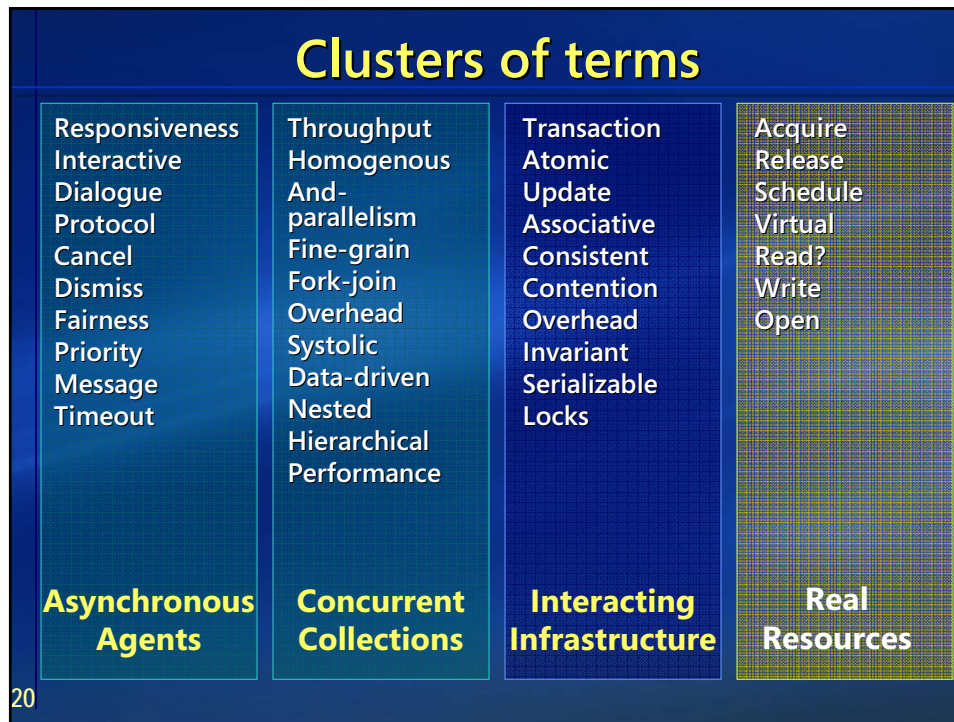 Clusters of terms
Responsiveness
Interactive
Dialogue
Protocol
Cancel
Dismiss
Fairness
Priority
Message
Timeout
Asynchronous
Agents
Throughput
Homogenous
And-
parallelism
Fine-grain
Fork-join
Overhead
Systolic
Data-driven
Nested
Hierarchical
Performance
Concurrent
Collections
Transaction
Atomic
Update
Associative
Consistent
Contention
Overhead
Invariant
Serializable
Locks
Interacting
Infrastructure
Acquire
Release
Schedule
Virtual
Read?
Write
Open
Real
Resources
20